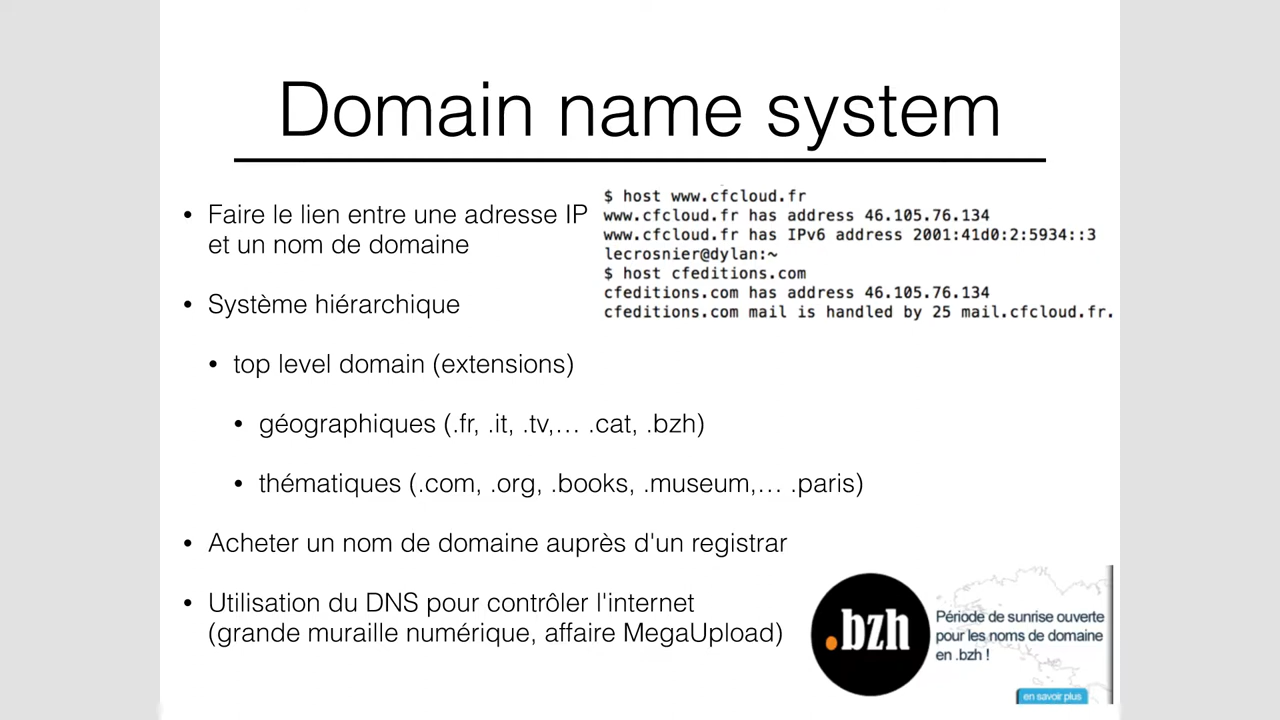 Domain name system
• Faire le lien entre une adresse IP
et un nom de domaine
$ host www.cfcloud.fr
www.cfcloud.fr has address 46.105.76.134
www.cfcloud.fr has IPv6 address 2001:41d0:2:5934::3
lecrosnier@dylan:~
$ host cfeditions.com
cfeditions.com has address 46.105.76.134
cfeditions.com mail is handled by 25 mail.cfcloud.fr.
• Système hiérarchique
• top level domain (extensions)
• géographiques (.fr, .it, .tv,… .cat, .bzh)
• thématiques (.com, .org, .books, .museum,… .paris)
• Acheter un nom de domaine auprès d'un registrar
• Utilisation du DNS pour contrôler l'internet
(grande muraille numérique, affaire MegaUpload)
.bzh
Période de sunrise ouverte
pour les noms de domaine
en .bzh !
en savoir plus